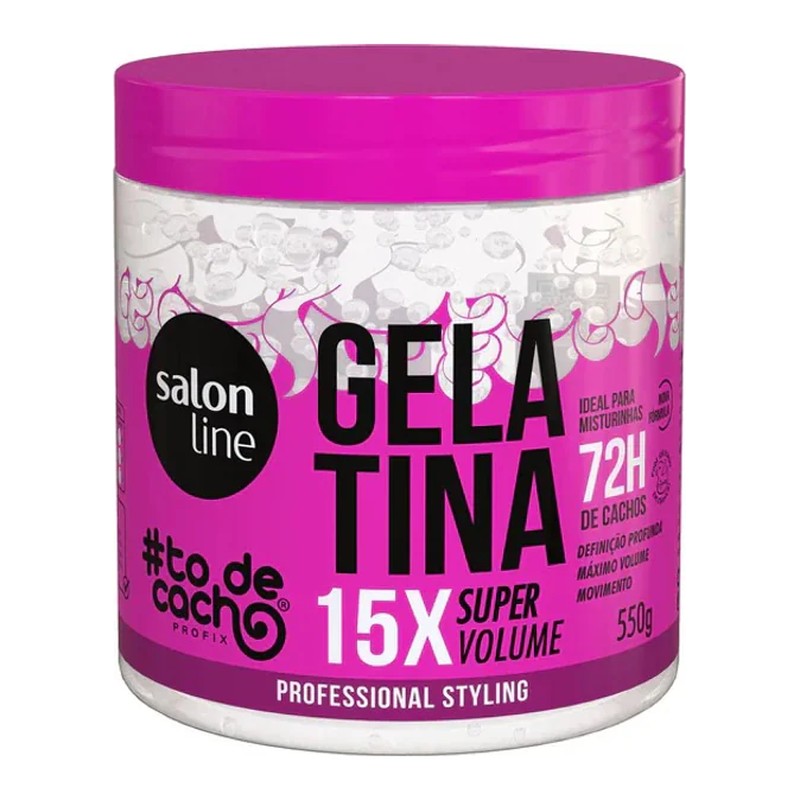 salon
line
#to de
cacho®
PROFIX
GELA
TINA
15X
SUPER
VOLUME
IDEAL PARA
MISTURINHAS
NOVA
FÓRMULA
72H
DE CACHOS
DEFINIÇÃO PROFUNDA
MÁXIMO VOLUME
MOVIMENTO
550g
PROFESSIONAL STYLING